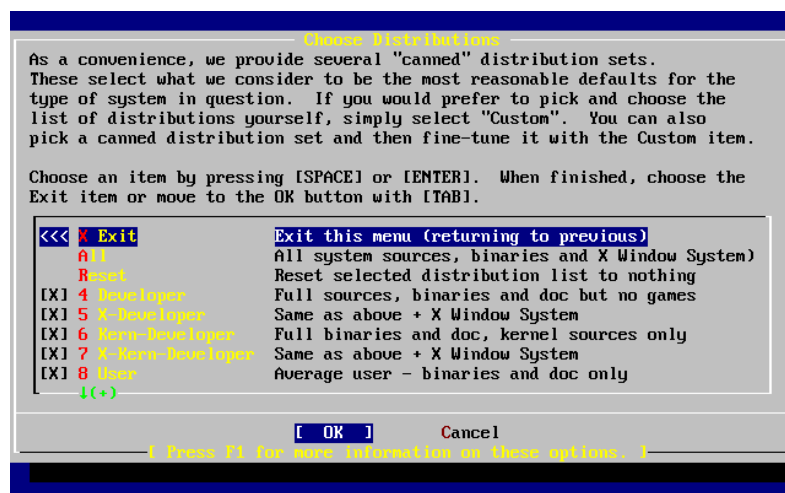 Choose Distributions
As a convenience, we provide several "canned" distribution sets.
These select what we consider to be the most reasonable defaults for the
type of system in question.  If you would prefer to pick and choose the
list of distributions yourself, simply select "Custom".  You can also
pick a canned distribution set and then fine-tune it with the Custom item.
Choose an item by pressing [SPACE] or [ENTER].  When finished, choose the
Exit item or move to the OK button with [TAB].
<<< X Exit Exit this menu (returning to previous)
All All system sources, binaries and X Window System)
Reset Reset selected distribution list to nothing
[X] 4 Developer Full sources, binaries and doc but no games
[X] 5 X-Developer Same as above + X Window System
[X] 6 Kern-Developer Full binaries and doc, kernel sources only
[X] 7 X-Kern-Developer Same as above + X Window System
[X] 8 User Average user - binaries and doc only
↓(+)
[ OK ] Cancel
[ Press F1 for more information on these options. ]